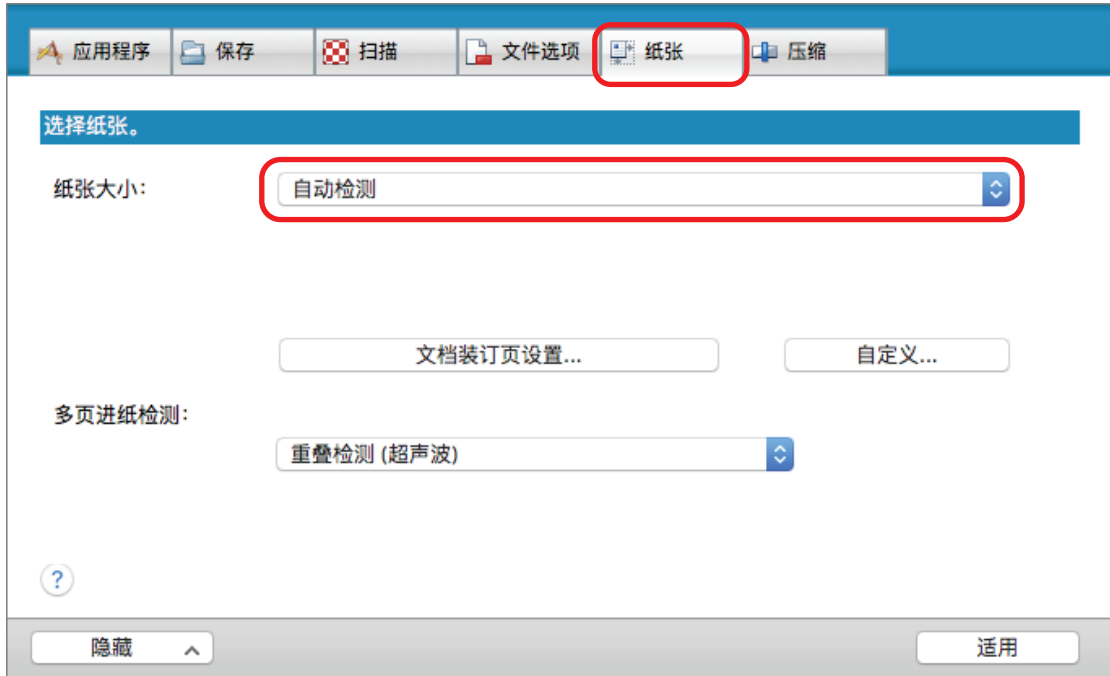 应用程序 保存 扫描 文件选项 纸张 压缩
选择纸张。
纸张大小: 自动检测
文档装订页设置... 自定义...
多页进纸检测:
重叠检测 (超声波)
?
隐藏 适用